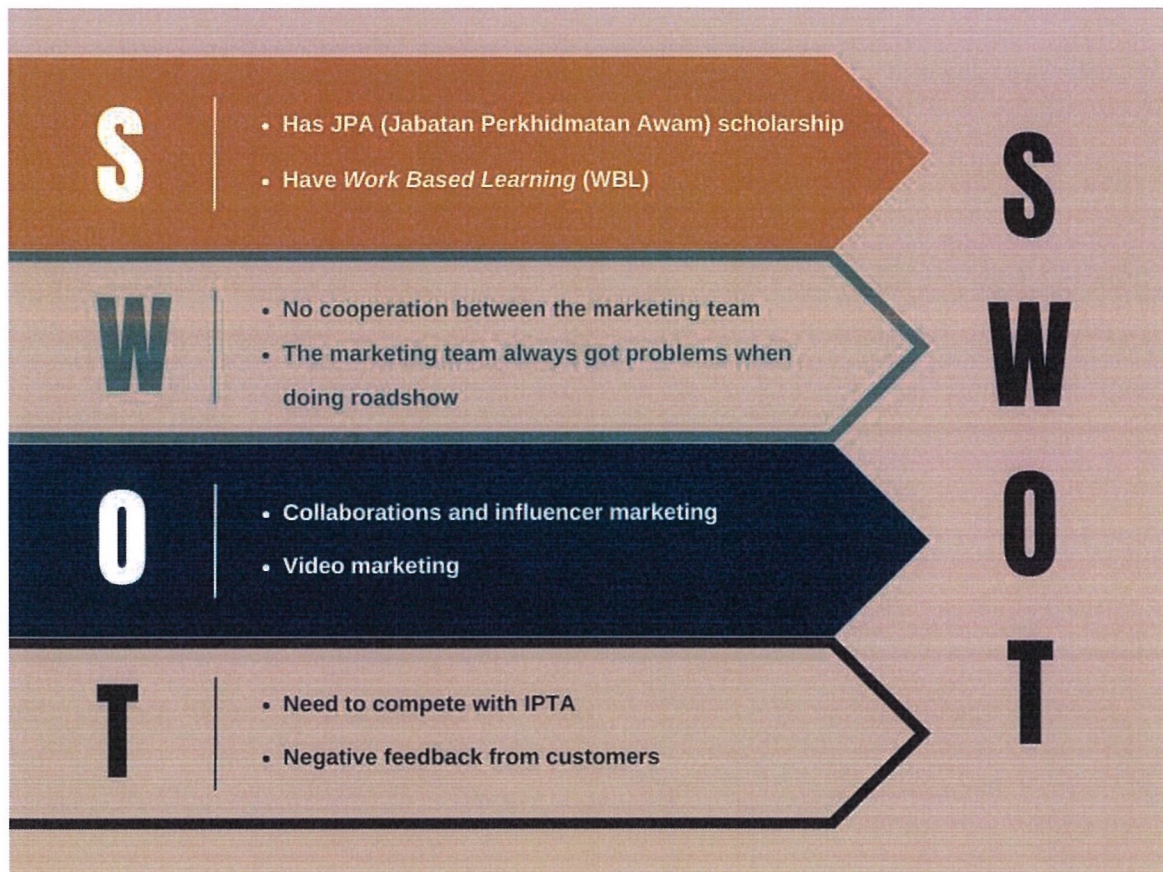 S
• Has JPA (Jabatan Perkhidmatan Awam) scholarship
• Have Work Based Learning (WBL)
W
• No cooperation between the marketing team
• The marketing team always got problems when
doing roadshow
O
• Collaborations and influencer marketing
• Video marketing
T
• Need to compete with IPTA
• Negative feedback from customers
S
W
O
T